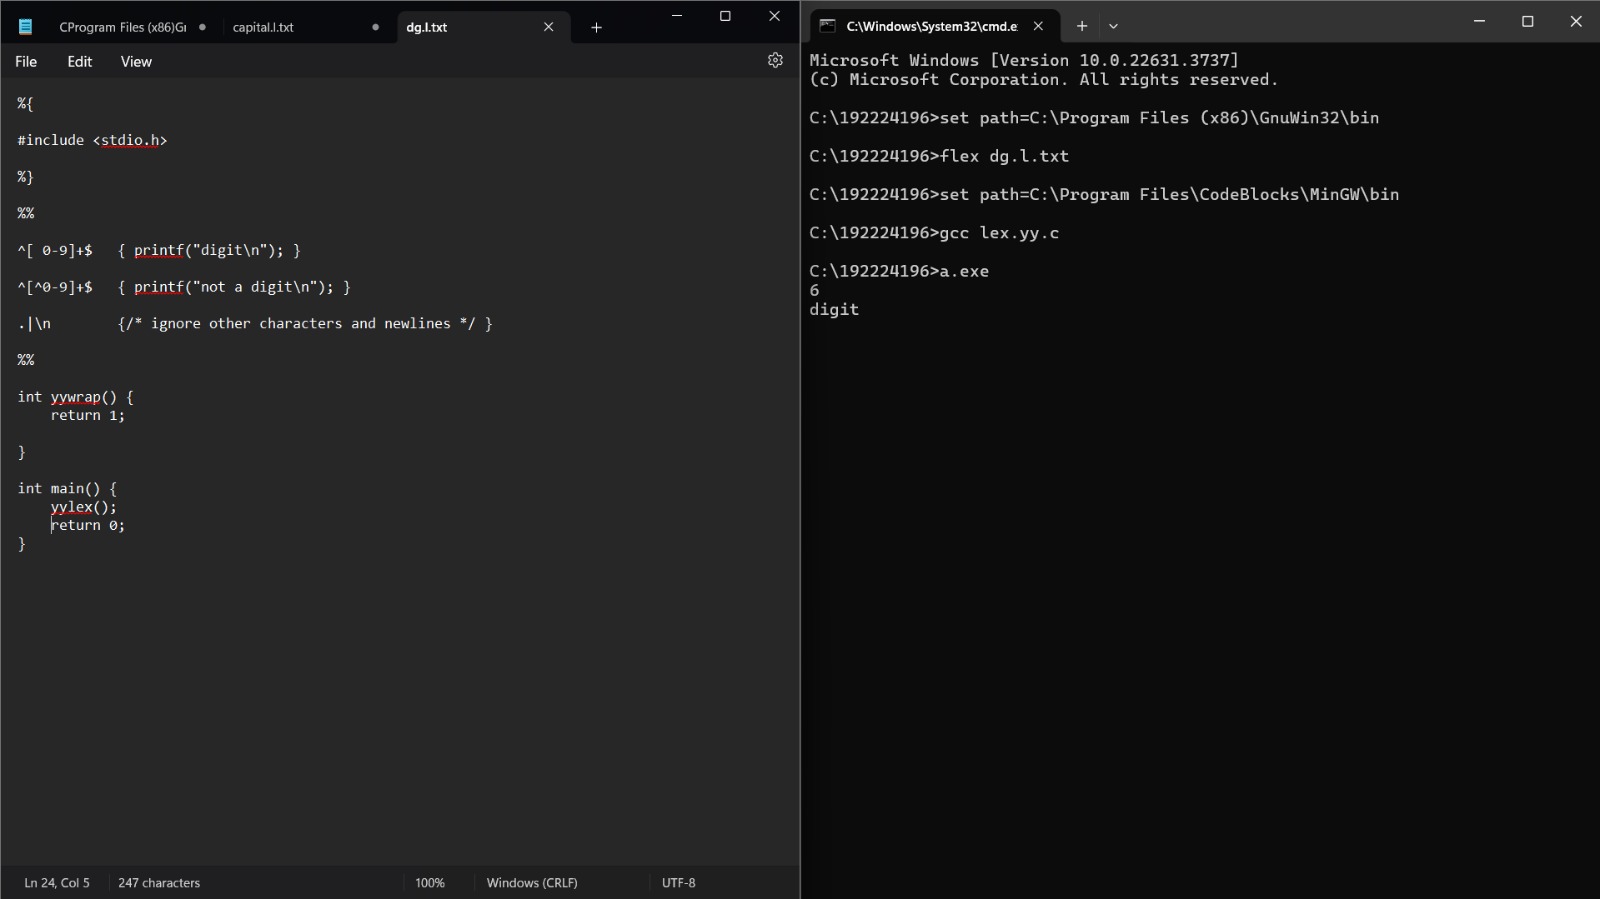 CProgram Files (x86)Gr
capital.l.txt
dg.l.txt
File Edit View
%{
#include <stdio.h>
%}
%%
^[ 0-9]+$ { printf("digit\n"); }
^[^0-9]+$ { printf("not a digit\n"); }
.|\n {/* ignore other characters and newlines */ }
%%
int yywrap() {
return 1;
}
int main() {
yylex();
return 0;
}
Ln 24, Col 5 247 characters 100% Windows (CRLF) UTF-8
C:\Windows\System32\cmd.e
Microsoft Windows [Version 10.0.22631.3737]
(c) Microsoft Corporation. All rights reserved.
C:\192224196>set path=C:\Program Files (x86)\GnuWin32\bin
C:\192224196>flex dg.l.txt
C:\192224196>set path=C:\Program Files\CodeBlocks\MinGW\bin
C:\192224196>gcc lex.yy.c
C:\192224196>a.exe
6
digit